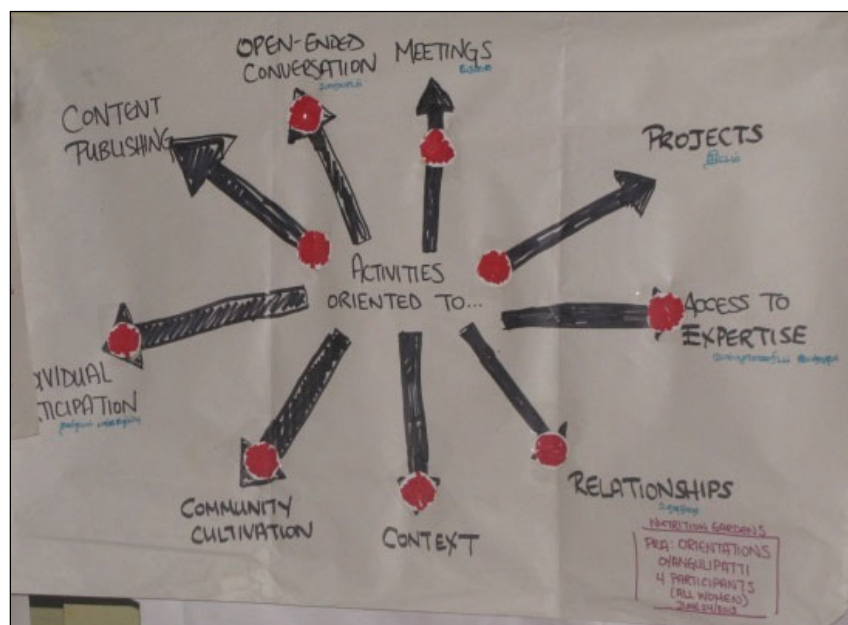 OPEN-ENDED
CONVERSATION
MEETINGS
CONTENT
PUBLISHING
PROJECTS
ACTIVITIES
ORIENTED TO...
ACCESS TO
EXPERTISE
IVIDUAL
TICIPATION
COMMUNITY
CULTIVATION
CONTEXT
RELATIONSHIPS
NUTRITION GARDENS
PRA: ORIENTATIONS
OYANGULIPATTI
4 PARTICIPANTS
(ALL WOMEN)